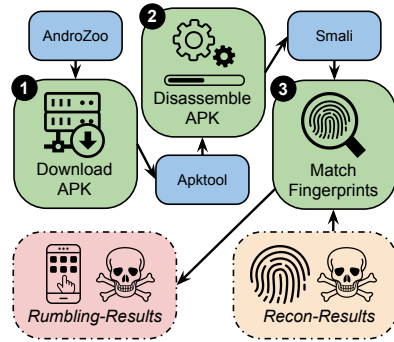 AndroZoo
1
Download
APK
2
Disassemble
APK
Apktool
Smali
3
Match
Fingerprints
Rumbling-Results
Recon-Results